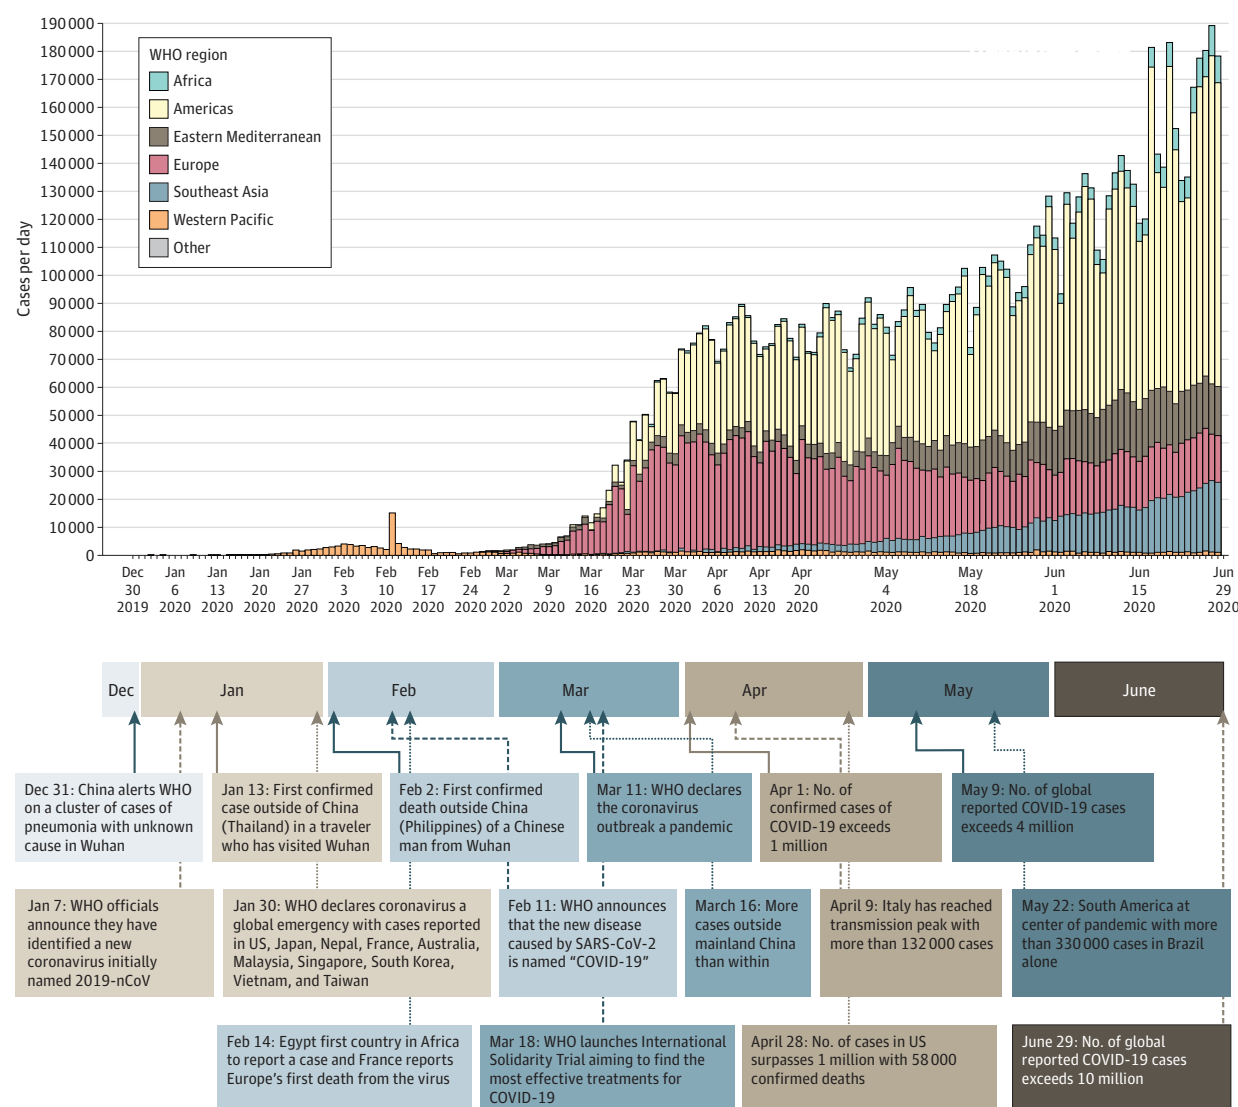 190 000
180 000
170 000
160 000
150 000
140 000
130 000
120 000
110 000
100 000
90 000
80 000
70 000
60 000
50 000
40 000
30 000
20 000
10 000
0
Cases per day
WHO region
Africa
Americas
Eastern Mediterranean
Europe
Southeast Asia
Western Pacific
Other
Dec Jan Jan Jan Jan Feb Feb Feb Feb Mar Mar Mar Mar Mar Apr Apr Apr May May Jun Jun Jun
30 6 13 20 27 3 10 17 24 2 9 16 23 30 6 13 20 4 18 1 15 29
2019 2020 2020 2020 2020 2020 2020 2020 2020 2020 2020 2020 2020 2020 2020 2020 2020 2020 2020 2020 2020 2020
Dec Jan Feb Mar Apr May June
Dec 31: China alerts WHO
on a cluster of cases of
pneumonia with unknown
cause in Wuhan
Jan 13: First confirmed
case outside of China
(Thailand) in a traveler
who has visited Wuhan
Feb 2: First confirmed
death outside China
(Philippines) of a Chinese
man from Wuhan
Mar 11: WHO declares
the coronavirus
outbreak a pandemic
Apr 1: No. of
confirmed cases of
COVID-19 exceeds
1 million
May 9: No. of global
reported COVID-19 cases
exceeds 4 million
Jan 7: WHO officials
announce they have
identified a new
coronavirus initially
named 2019-nCoV
Jan 30: WHO declares coronavirus a
global emergency with cases reported
in US, Japan, Nepal, France, Australia,
Malaysia, Singapore, South Korea,
Vietnam, and Taiwan
Feb 11: WHO announces
that the new disease
caused by SARS-CoV-2
is named “COVID-19”
March 16: More
cases outside
mainland China
than within
April 9: Italy has reached
transmission peak with
more than 132 000 cases
May 22: South America at
center of pandemic with more
than 330 000 cases in Brazil
alone
Feb 14: Egypt first country in Africa
to report a case and France reports
Europe’s first death from the virus
Mar 18: WHO launches International
Solidarity Trial aiming to find the
most effective treatments for
COVID-19
April 28: No. of cases in US
surpasses 1 million with 58 000
confirmed deaths
June 29: No. of global
reported COVID-19 cases
exceeds 10 million